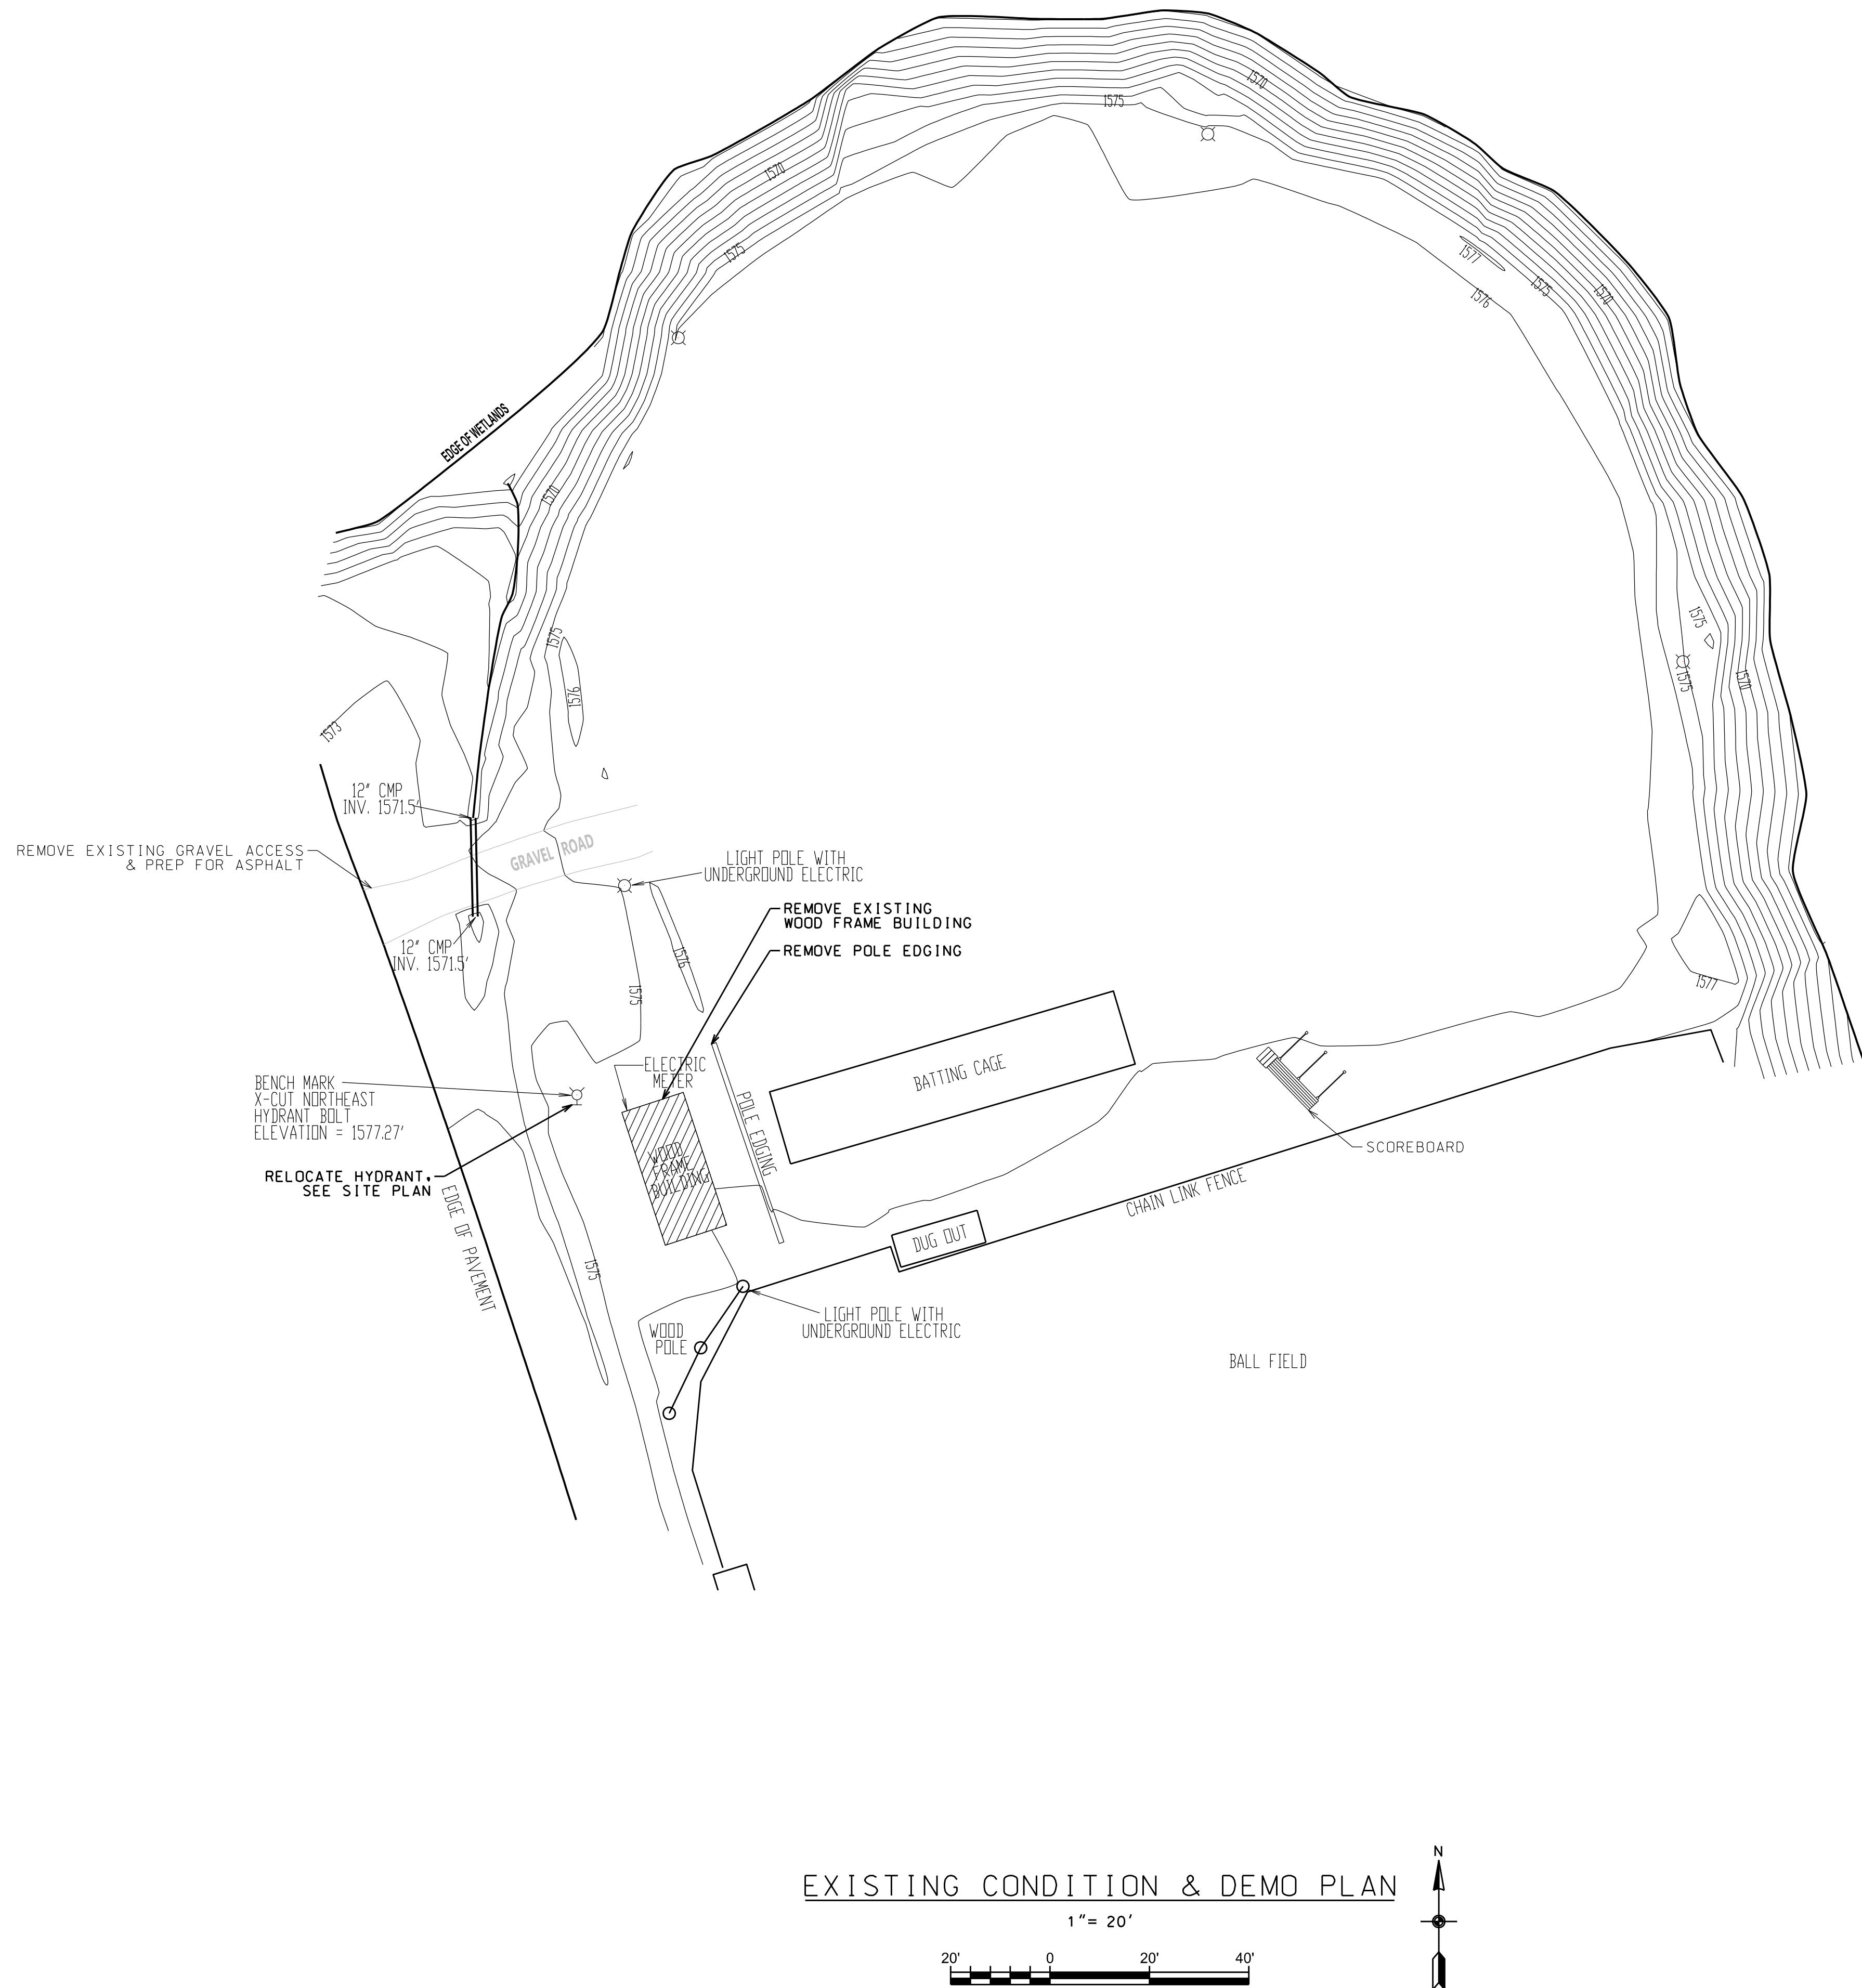 1570
1575
1570
1575
1577
1575
1570
1576
EDGE OF WETLANDS
1570
1575
1576
1575
1575
1570
1573
12" CMP
INV. 1571.5'
REMOVE EXISTING GRAVEL ACCESS
& PREP FOR ASPHALT
GRAVEL ROAD
LIGHT POLE WITH
UNDERGROUND ELECTRIC
REMOVE EXISTING
WOOD FRAME BUILDING
REMOVE POLE EDGING
12" CMP
INV. 1571.5'
1576
1575
1577
ELECTRIC
METER
BATTING CAGE
BENCH MARK
X-CUT NORTHEAST
HYDRANT BOLT
ELEVATION = 1577.27'
POLE EDGING
WOOD
FRAME
BUILDING
SCOREBOARD
RELOCATE HYDRANT,
SEE SITE PLAN
CHAIN LINK FENCE
EDGE OF PAVEMENT
DUG OUT
1575
LIGHT POLE WITH
UNDERGROUND ELECTRIC
WOOD
POLE
BALL FIELD
EXISTING CONDITION & DEMO PLAN
1"= 20'
N
20' 0 20' 40'